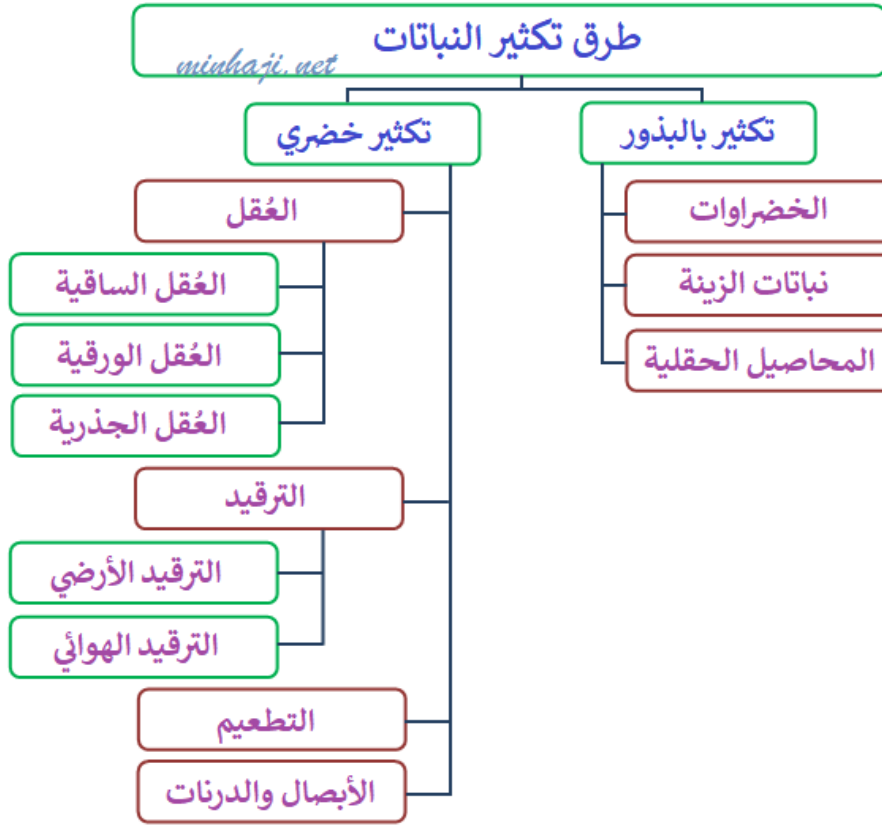 طرق تكثير النباتات
minhaji.net
تكثير بالبذور
الخضراوات
نباتات الزينة
المحاصيل الحقلية
تكثير خضري
العُقل
العُقل الساقية
العُقل الورقية
العُقل الجذرية
الترقيد
الترقيد الأرضي
الترقيد الهوائي
التطعيم
الأبصال والدرنات